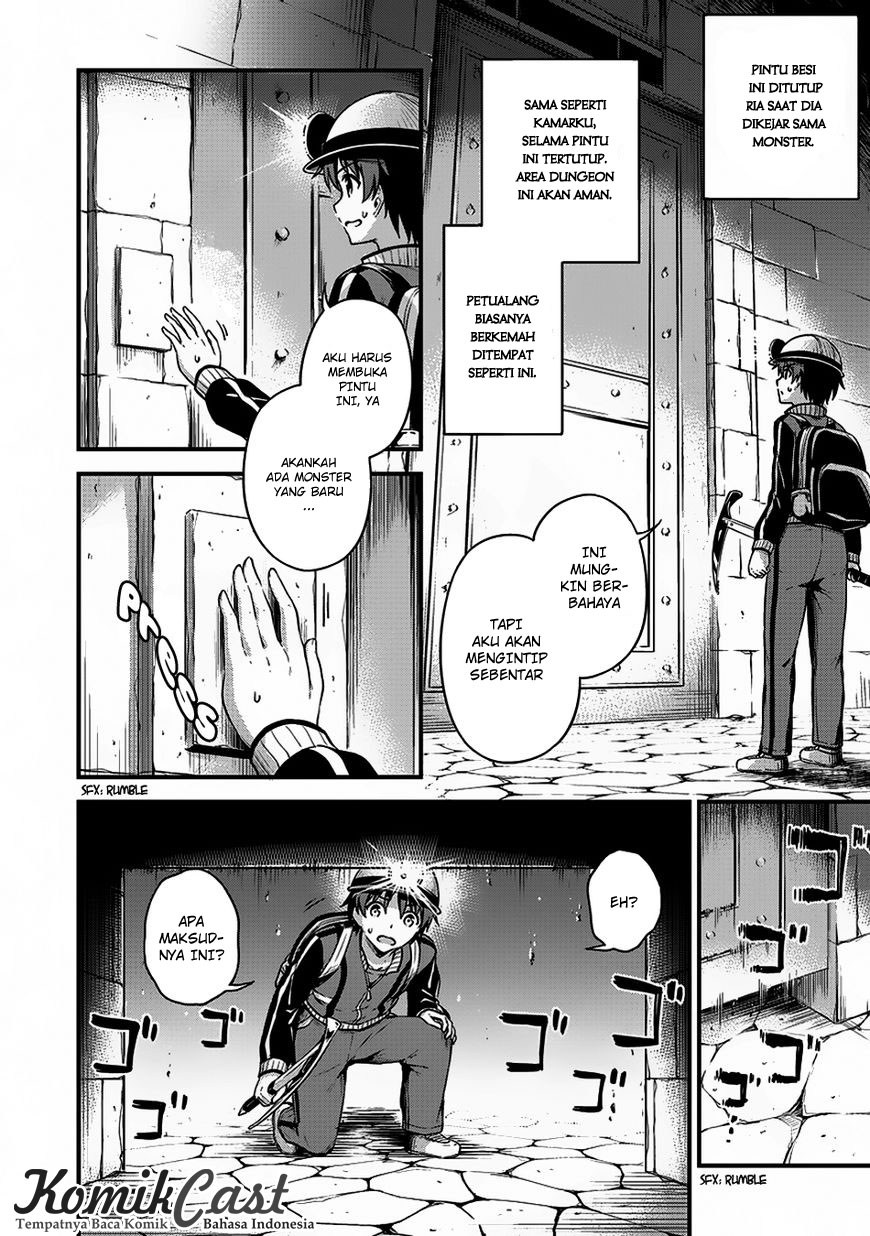 PINTU BESI
INI DITUTUP
RIA SAAT DIA
DIKEJAR SAMA
MONSTER.
SAMA SEPERTI
KAMARKU,
SELAMA PINTU
INI TERTUTUP.
AREA DUNGEON
INI AKAN AMAN.
PETUALANG
BIASANYA
BERKEMAH
DITEMPAT
SEPERTI INI.
INI
MUNG-
KIN BER-
BAHAYA
TAPI
AKU AKAN
MENGINTIP
SEBENTAR
AKU HARUS
MEMBUKA
PINTU
INI, YA
AKANKAH
ADA MONSTER
YANG BARU
...
PRESS
SFX: RUMBLE
ゴ
ゴ
ゴ
SFX: RUMBLE
EH?
APA
MAKSUD-
NYA INI?
ゴ
ゴ
ゴ
ゴ
KomikCast
Tempatnya Baca Komik Bahasa Indonesia